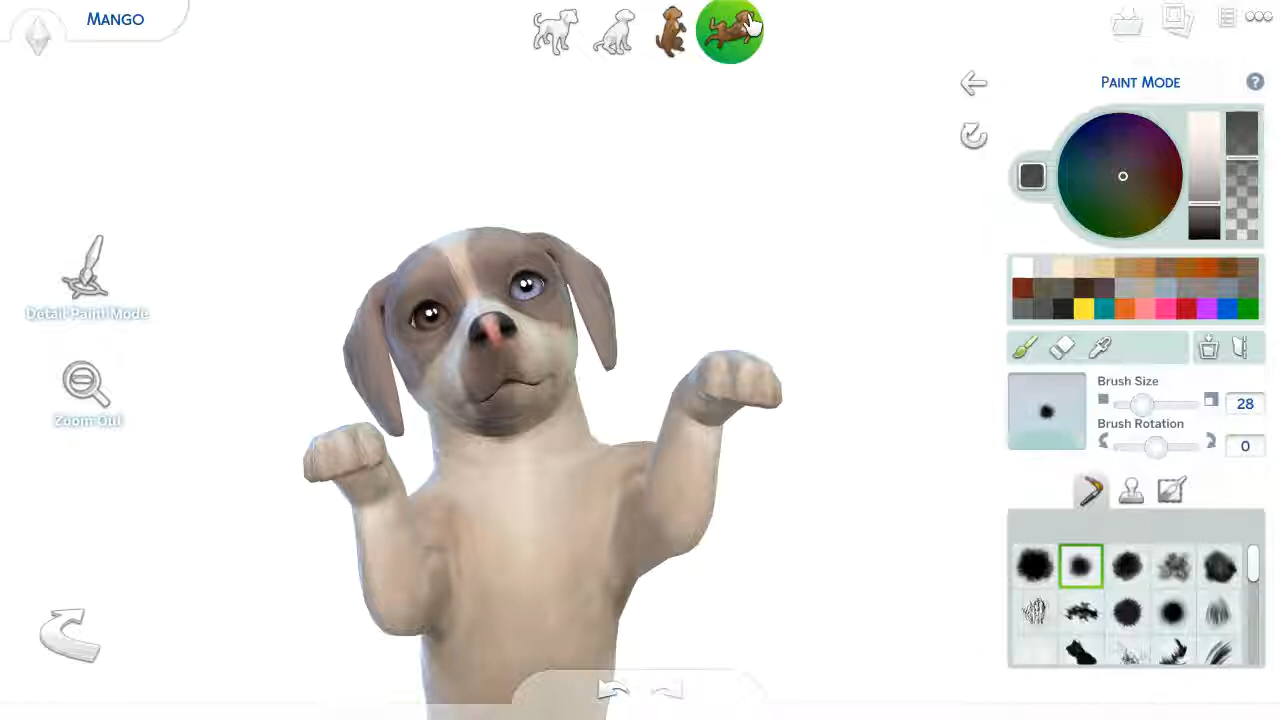 MANGO
PAINT MODE
?
Detail Paint Mode
Zoom Out
Brush Size
28
Brush Rotation
0